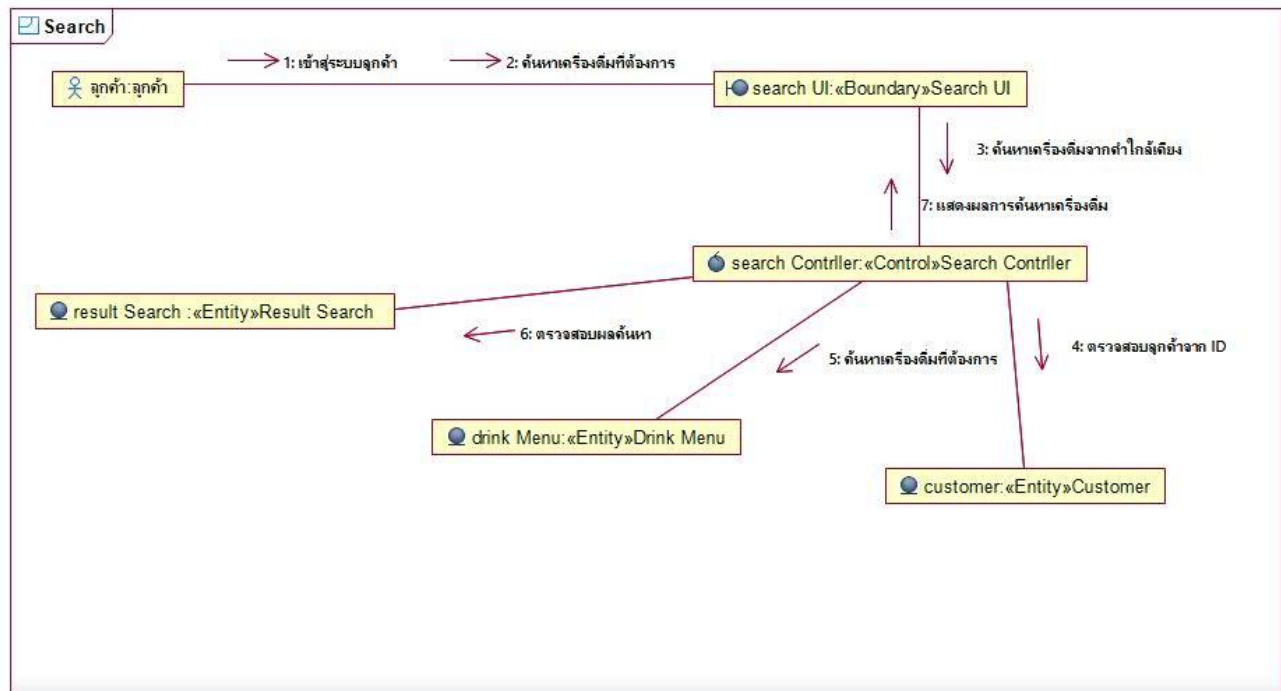 Search
1: เข้าสู่ระบบลูกค้า
2: ค้นหาเครื่องดื่มที่ต้องการ
ลูกค้า:ลูกค้า
search UI:«Boundary»Search UI
3: ค้นหาเครื่องดื่มจากคำใกล้เคียง
7: แสดงผลการค้นหาเครื่องดื่ม
search Contrller:«Control»Search Contrller
result Search :«Entity»Result Search
6: ตรวจสอบผลค้นหา
5: ค้นหาเครื่องดื่มที่ต้องการ
4: ตรวจสอบลูกค้าจาก ID
drink Menu:«Entity»Drink Menu
customer:«Entity»Customer